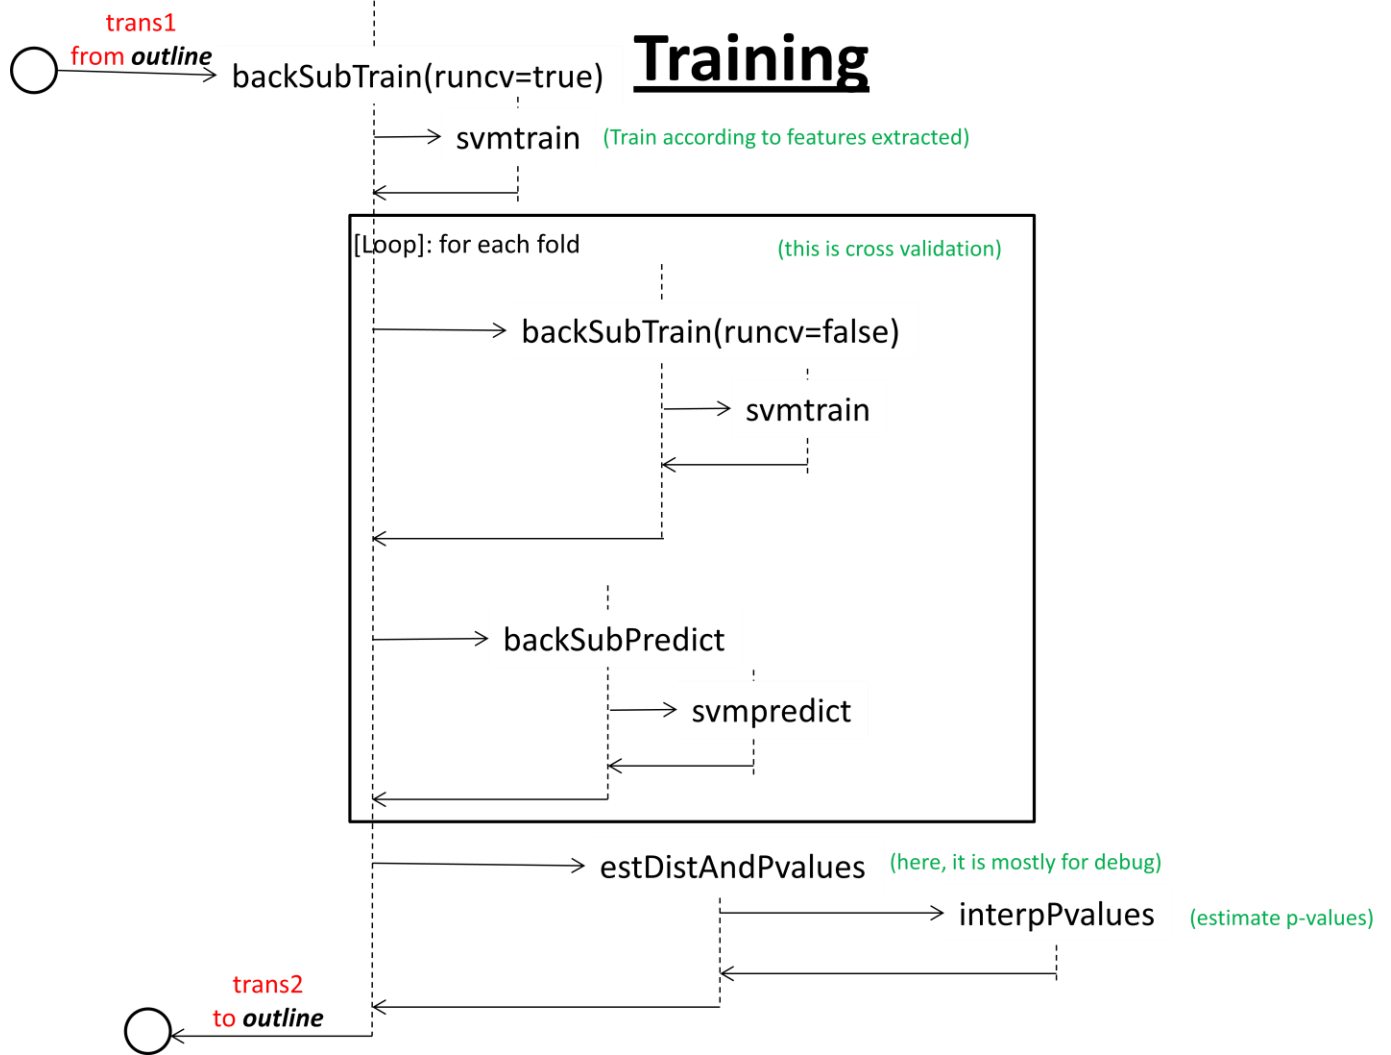 trans1
from outline
Training
backSubTrain(runcv=true)
svmtrain (Train according to features extracted)
[Loop]: for each fold (this is cross validation)
backSubTrain(runcv=false)
svmtrain
backSubPredict
svmpredict
estDistAndPvalues (here, it is mostly for debug)
interpPvalues (estimate p-values)
trans2
to outline